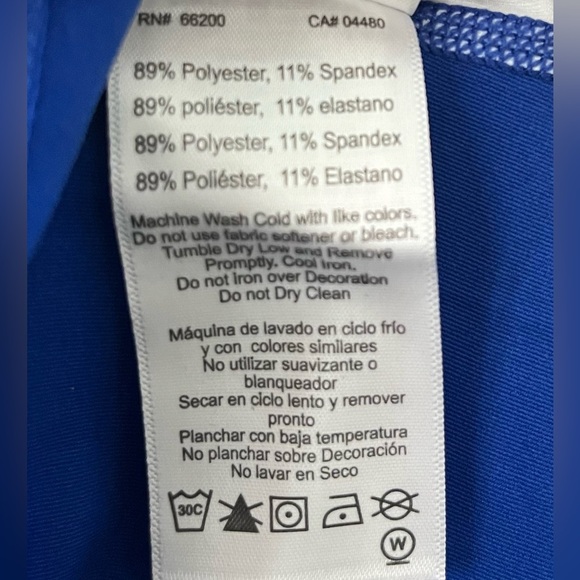 RN# 66200 CA# 04480
89% Polyester, 11% Spandex
89% poliéster, 11% elastano
89% Polyester, 11% Spandex
89% Poliéster, 11% Elastano
Machine Wash Cold with like colors.
Do not use fabric softener or bleach.
Tumble Dry Low and Remove
Promptly. Cool Iron.
Do not Iron over Decoration
Do not Dry Clean
Máquina de lavado en ciclo frío
y con colores similares
No utilizar suavizante o
blanqueador
Secar en ciclo lento y remover
pronto
Planchar con baja temperatura
No planchar sobre Decoración
No lavar en Seco
30C
W